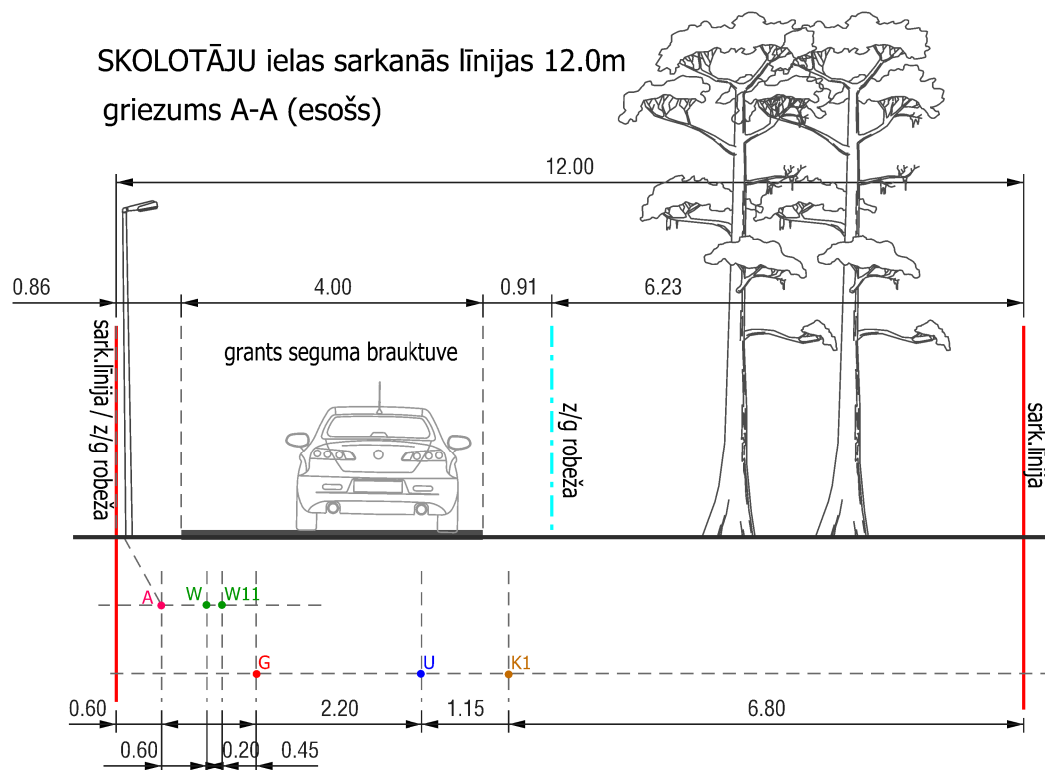 SKOLOTĀJU ielas sarkanās līnijas 12.0m
griezums A-A (esošs)
12.00
0.86
4.00
0.91
6.23
sark.līnija / z/g robeža
grants seguma brauktuve
z/g robeža
sark.līnija
A
W
W11
G
U
K1
0.60
2.20
1.15
6.80
0.60
0.20
0.45